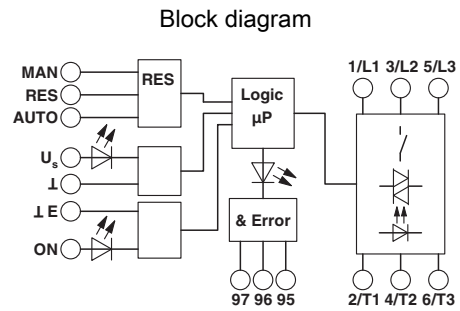 Block diagram
1/L1 3/L2 5/L3
MAN
RES
AUTO
RES
Logic
µP
Us
⊥
⊥ E
ON
& Error
97 96 95
2/T1 4/T2 6/T3